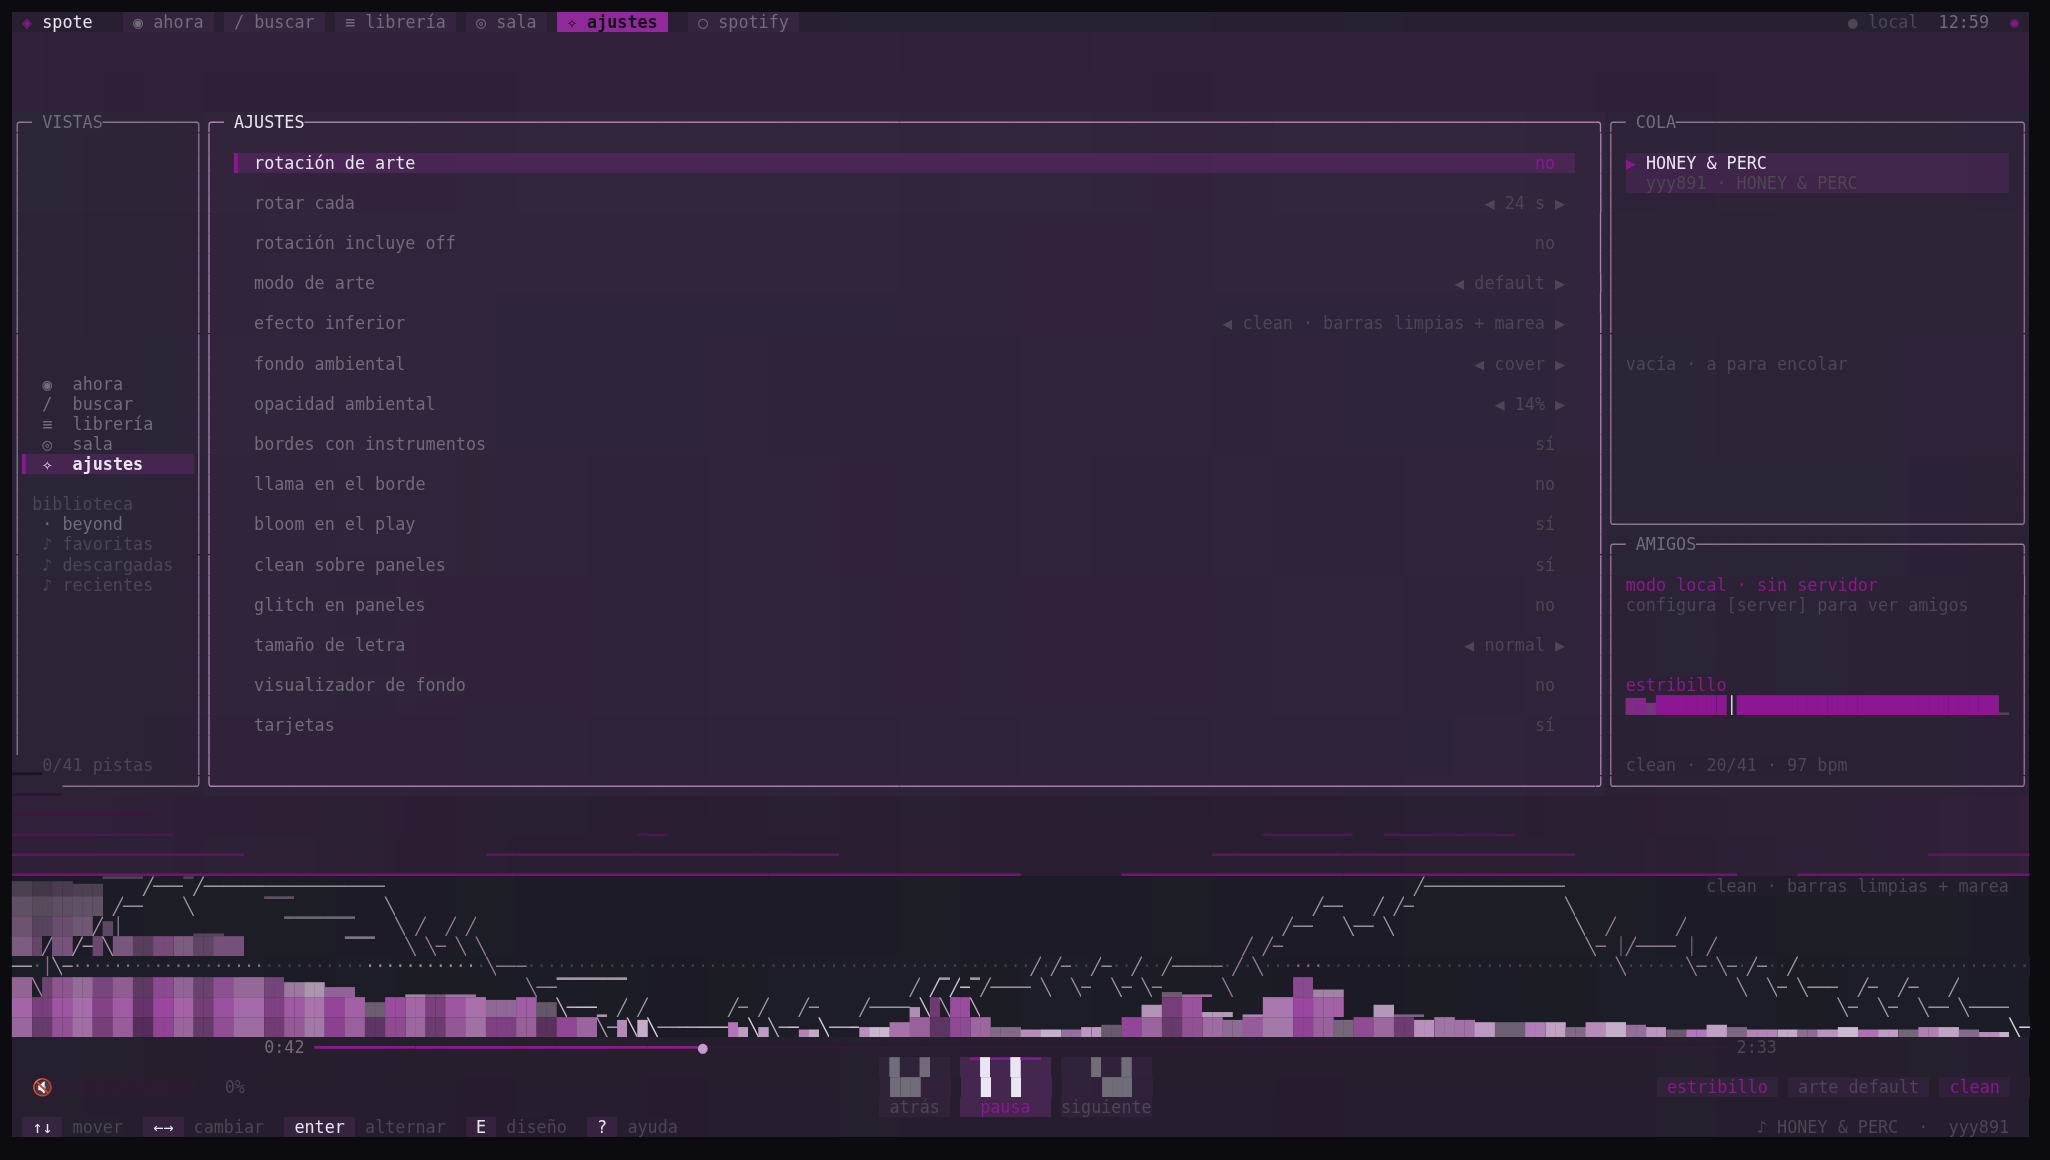 ◈ spote ◉ ahora / buscar ≡ librería ◎ sala ✧ ajustes ○ spotify ● local 12:59
VISTAS
◉ ahora
/ buscar
≡ librería
◎ sala
✧ ajustes
biblioteca
· beyond
♪ favoritas
♪ descargadas
♪ recientes
0/41 pistas
AJUSTES
rotación de arte no
rotar cada ◀ 24 s ▶
rotación incluye off no
modo de arte ◀ default ▶
efecto inferior ◀ clean · barras limpias + marea ▶
fondo ambiental ◀ cover ▶
opacidad ambiental ◀ 14% ▶
bordes con instrumentos sí
llama en el borde no
bloom en el play sí
clean sobre paneles sí
glitch en paneles no
tamaño de letra ◀ normal ▶
visualizador de fondo no
tarjetas sí
COLA
▶ HONEY & PERC
yyy891 · HONEY & PERC
vacía · a para encolar
AMIGOS
modo local · sin servidor
configura [server] para ver amigos
estribillo
clean · 20/41 · 97 bpm
clean · barras limpias + marea
0:42 2:33
0% atrás pausa siguiente estribillo arte default clean
↑↓ mover ←→ cambiar enter alternar E diseño ? ayuda ♪ HONEY & PERC · yyy891